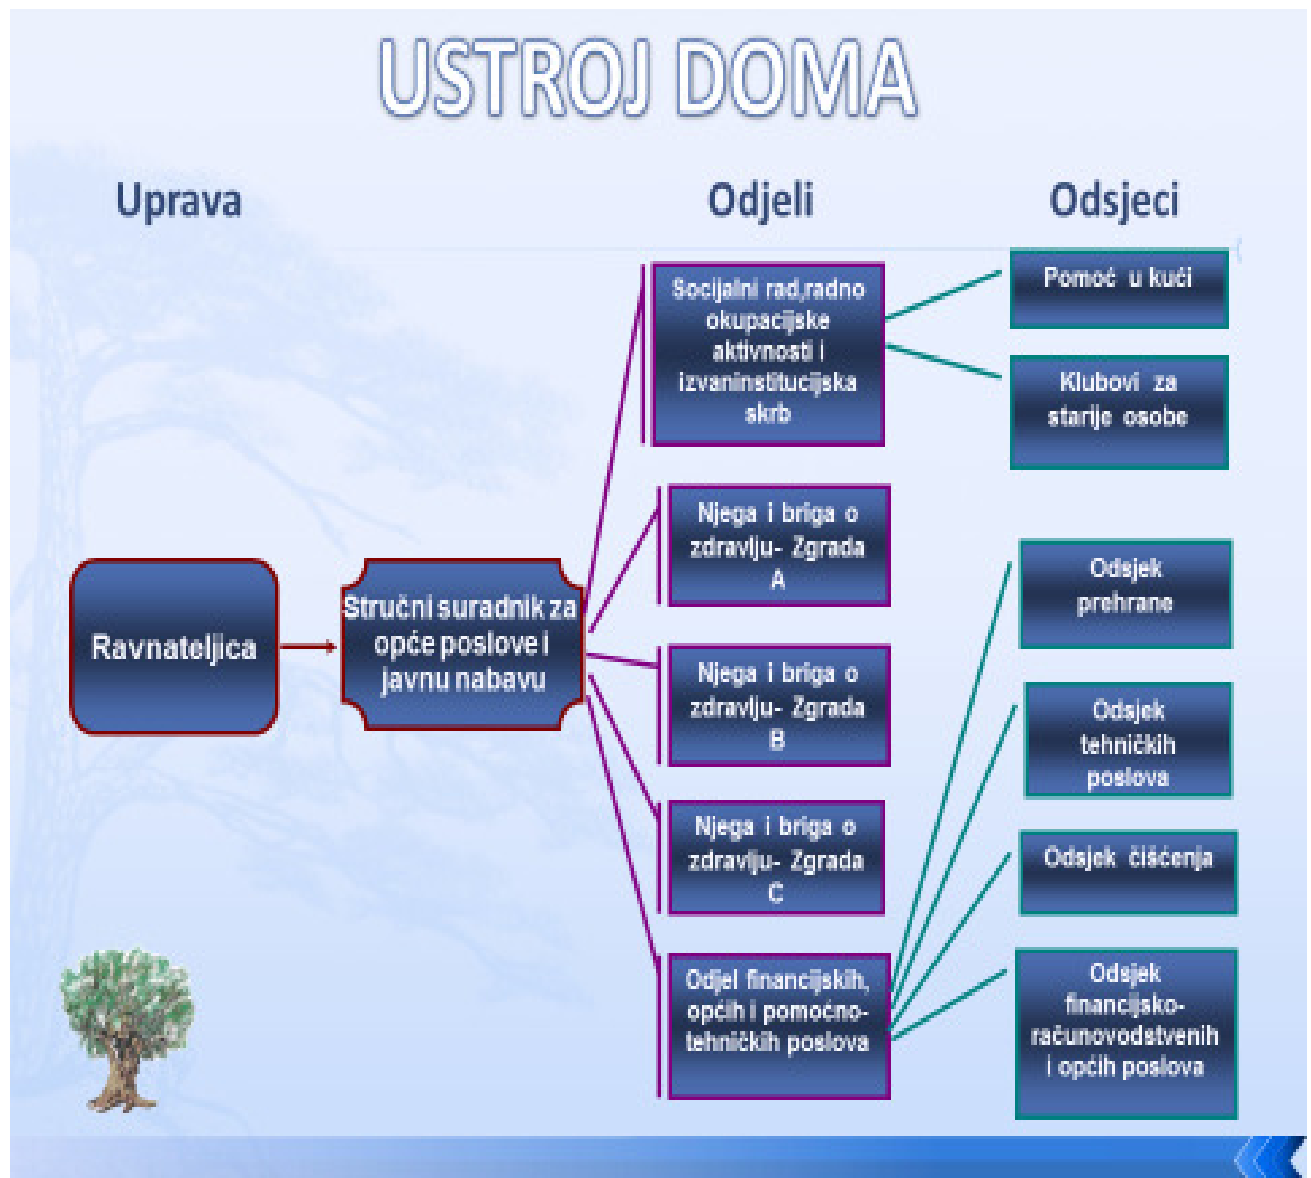 USTROJ DOMA
Uprava
Odjeli
Odsjeci
Ravnateljica
Stručni suradnik za
opće poslove i
javnu nabavu
Socijalni rad,radno
okupacijske
aktivnosti i
izvaninstitucijska
skrb
Njega i briga o
zdravlju- Zgrada
A
Njega i briga o
zdravlju- Zgrada
B
Njega i briga o
zdravlju- Zgrada
C
Odjel financijskih,
općih i pomoćno-
tehničkih poslova
Pomoć u kući
Klubovi za
starije osobe
Odsjek
prehrane
Odsjek
tehničkih
poslova
Odsjek čišćenja
Odsjek
financijsko-
računovodstvenih
i općih poslova